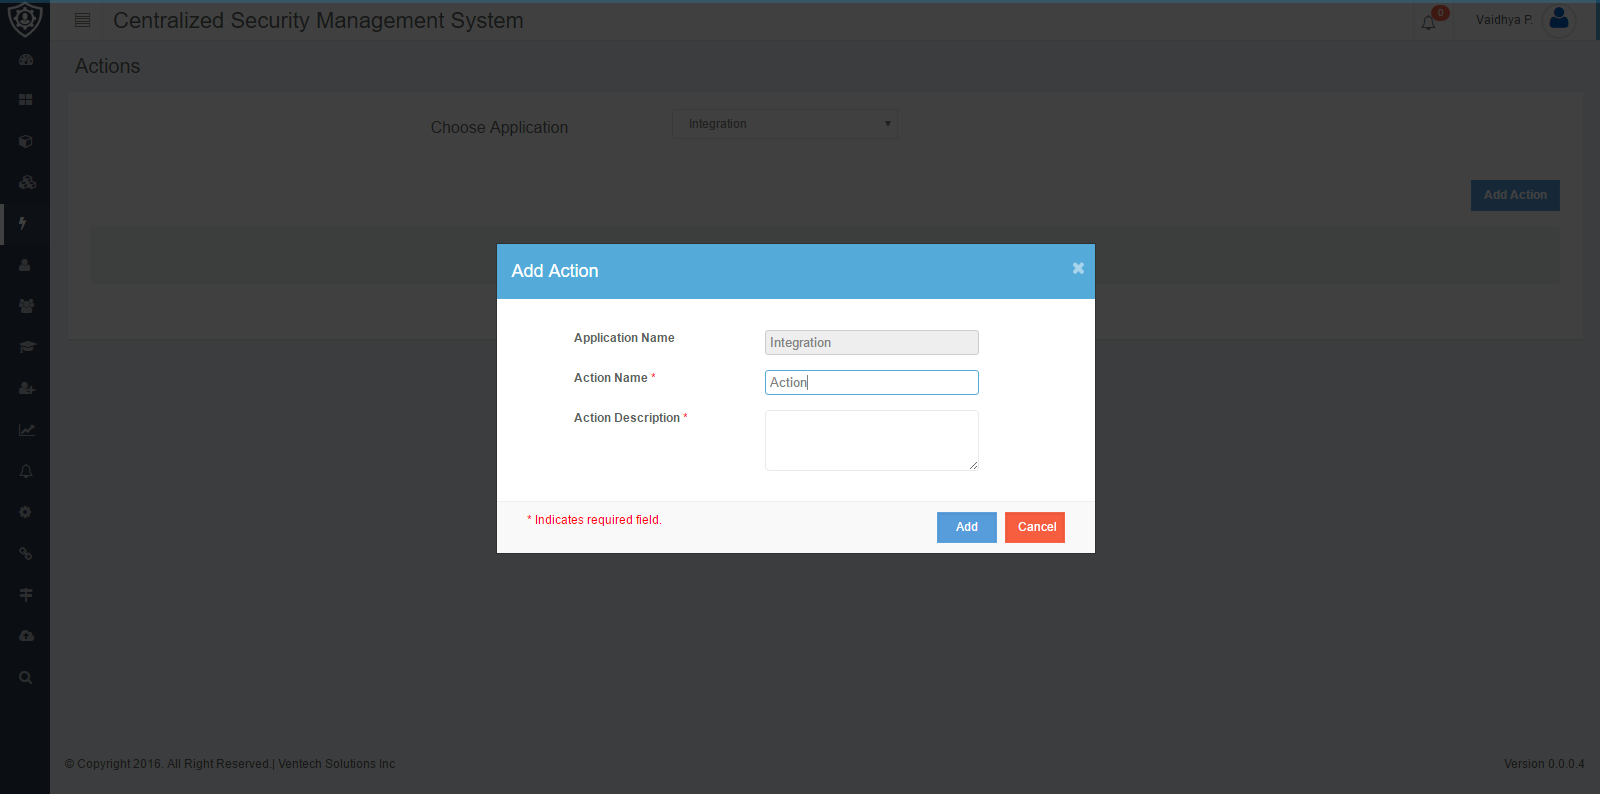 Centralized Security Management System
0
Vaidhya P.
Actions
Choose Application
Integration
Add Action
Add Action
Application Name
Integration
Action Name *
Action
Action Description *
* Indicates required field.
Add
Cancel
© Copyright 2016. All Right Reserved.| Ventech Solutions Inc
Version 0.0.0.4